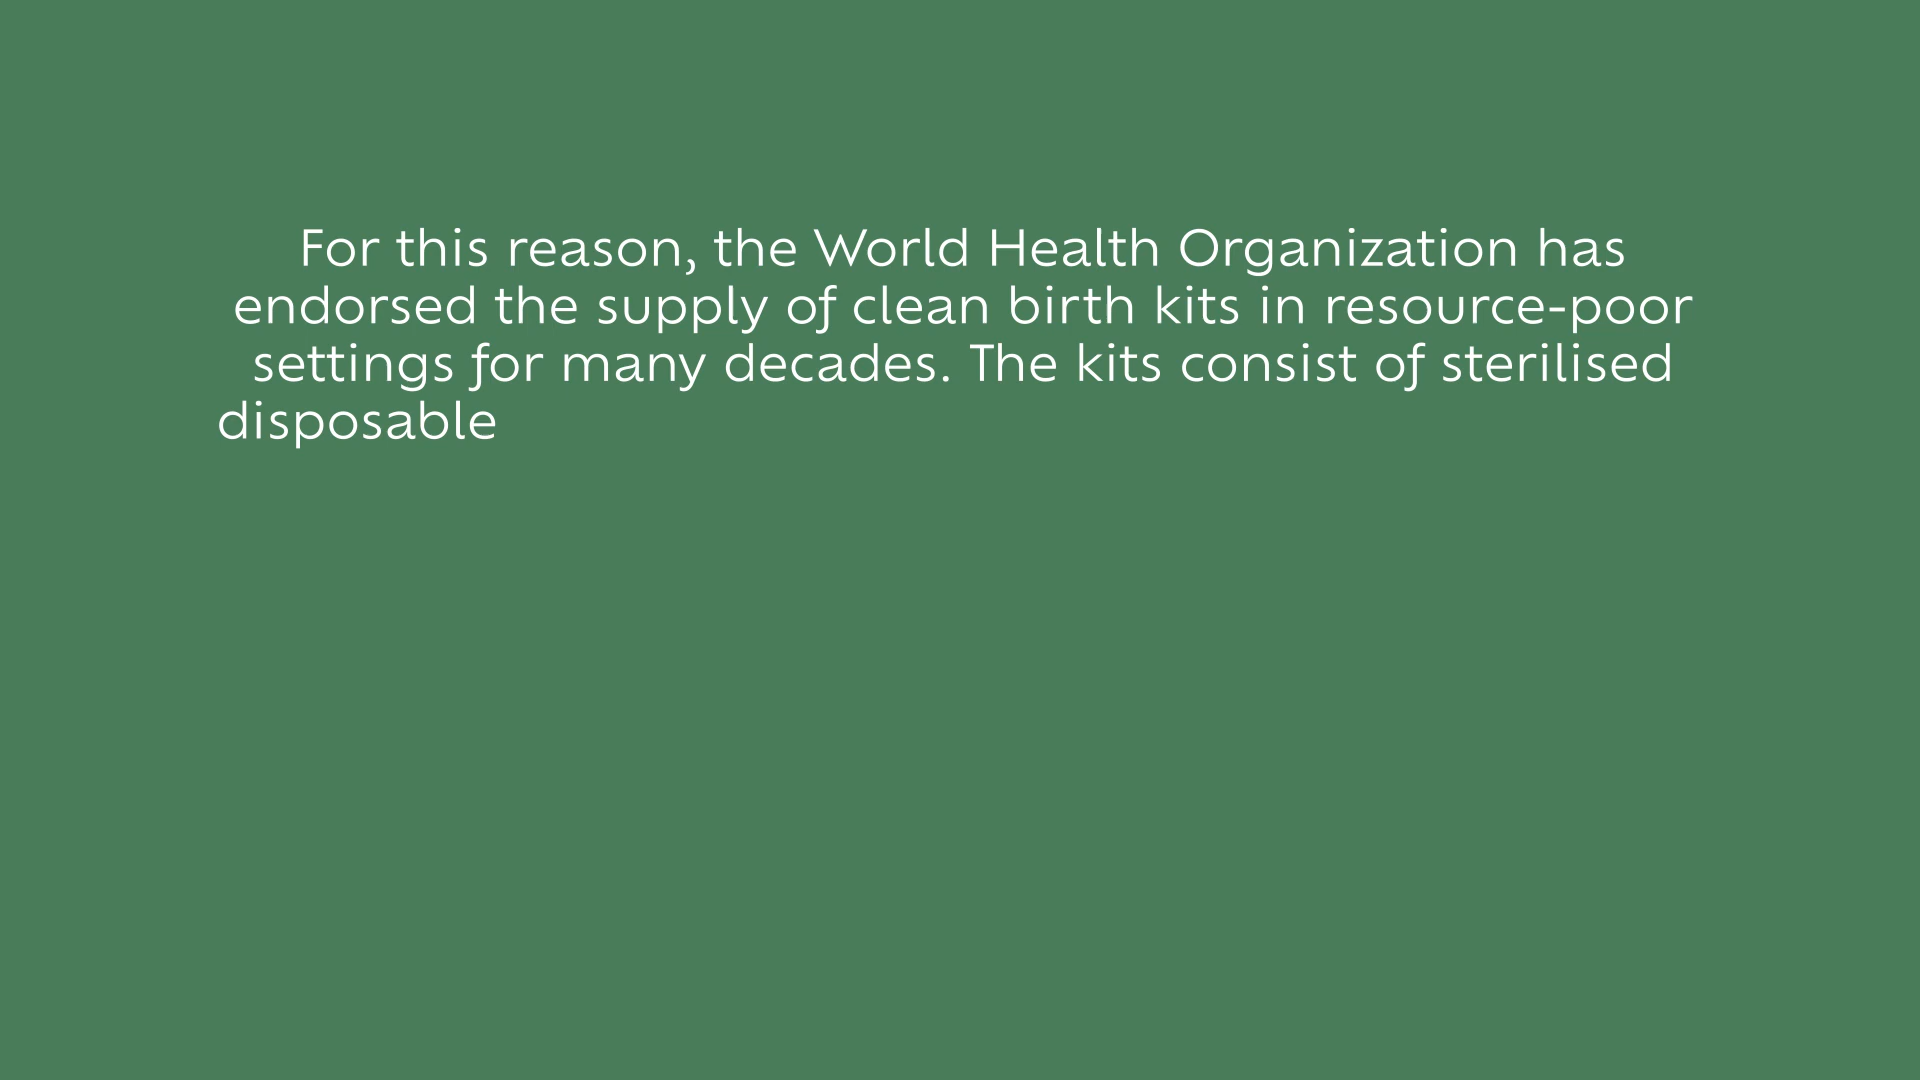 For this reason, the World Health Organization has
endorsed the supply of clean birth kits in resource-poor
settings for many decades. The kits consist of sterilised
disposable